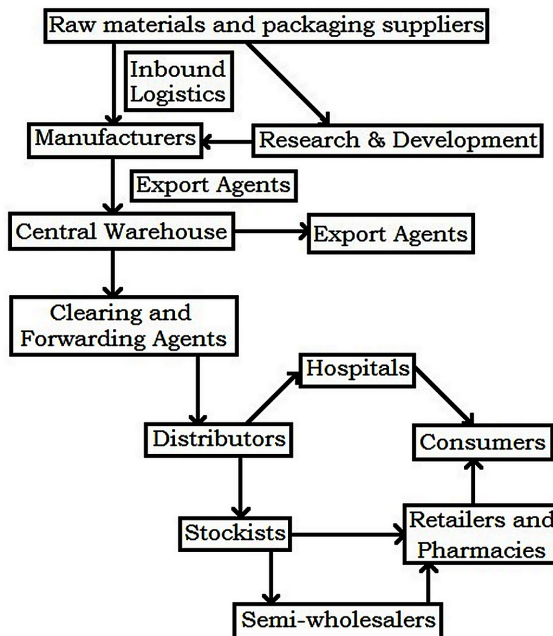 Raw materials and packaging suppliers
Inbound
Logistics
Manufacturers
Research & Development
Export Agents
Central Warehouse
Export Agents
Clearing and
Forwarding Agents
Hospitals
Distributors
Consumers
Stockists
Retailers and
Pharmacies
Semi-wholesalers